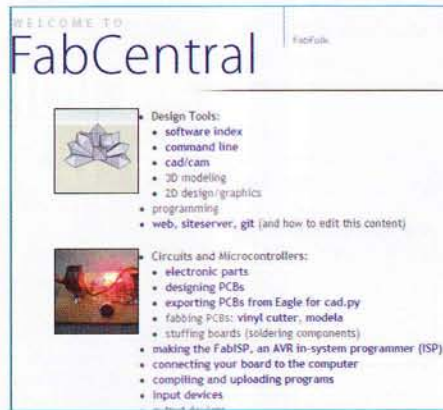 WELCOME TO
FabCentral
FabFolk
Design Tools:
software index
command line
cad/cam
3D modeling
2D design/graphics
programming
web, siteserver, git (and how to edit this content)
Circuits and Microcontrollers:
electronic parts
designing PCBs
exporting PCBs from Eagle for cad.py
fabbing PCBs: vinyl cutter, modela
stuffing boards (soldering components)
making the FabISP, an AVR in-system programmer (ISP)
connecting your board to the computer
compiling and uploading programs
input devices